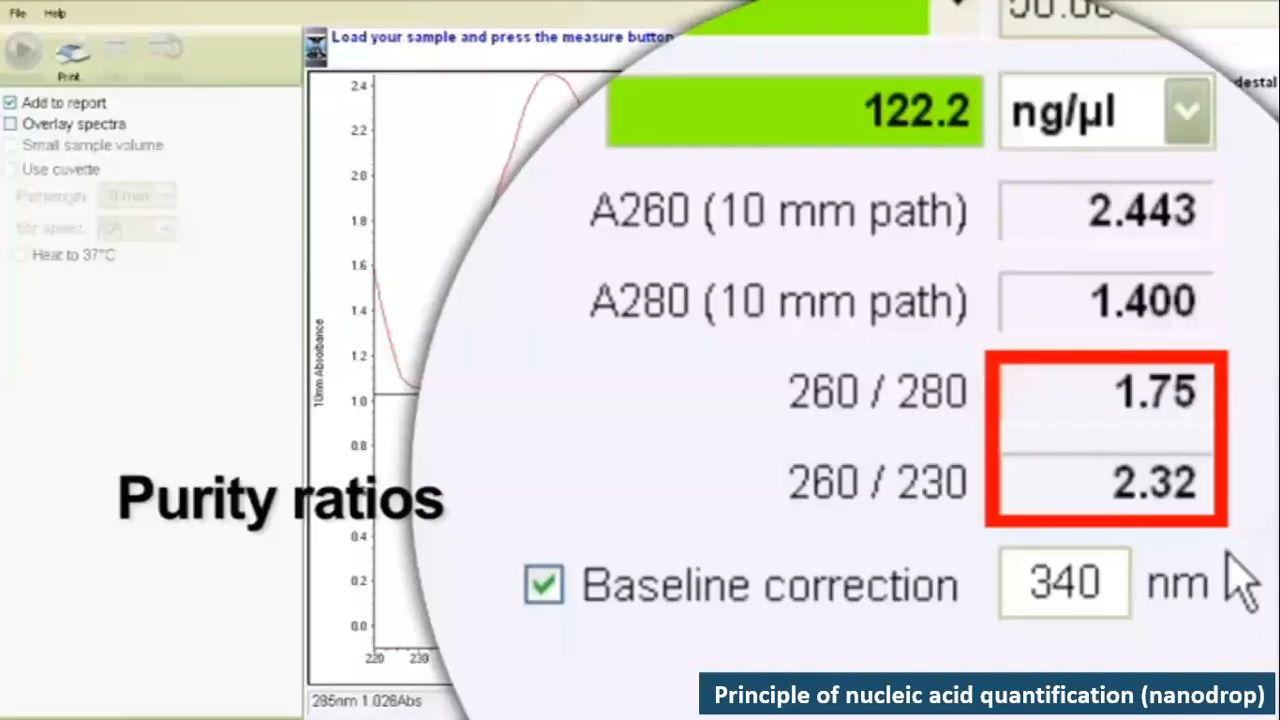 File Help
Load your sample and press the measure button
Print
Add to report
Overlay spectra
Small sample volume
Use cuvette
Pathlength
Heat to 37°C
destal
122.2 ng/µl
A260 (10 mm path) 2.443
A280 (10 mm path) 1.400
260 / 280 1.75
260 / 230 2.32
Baseline correction 340 nm
10mm Absorbance
2.4
2.2
2.0
1.8
1.6
1.4
1.2
1.0
0.8
0.4
0.2
0.0
220 230
Purity ratios
285nm 1.028Abs
Principle of nucleic acid quantification (nanodrop)